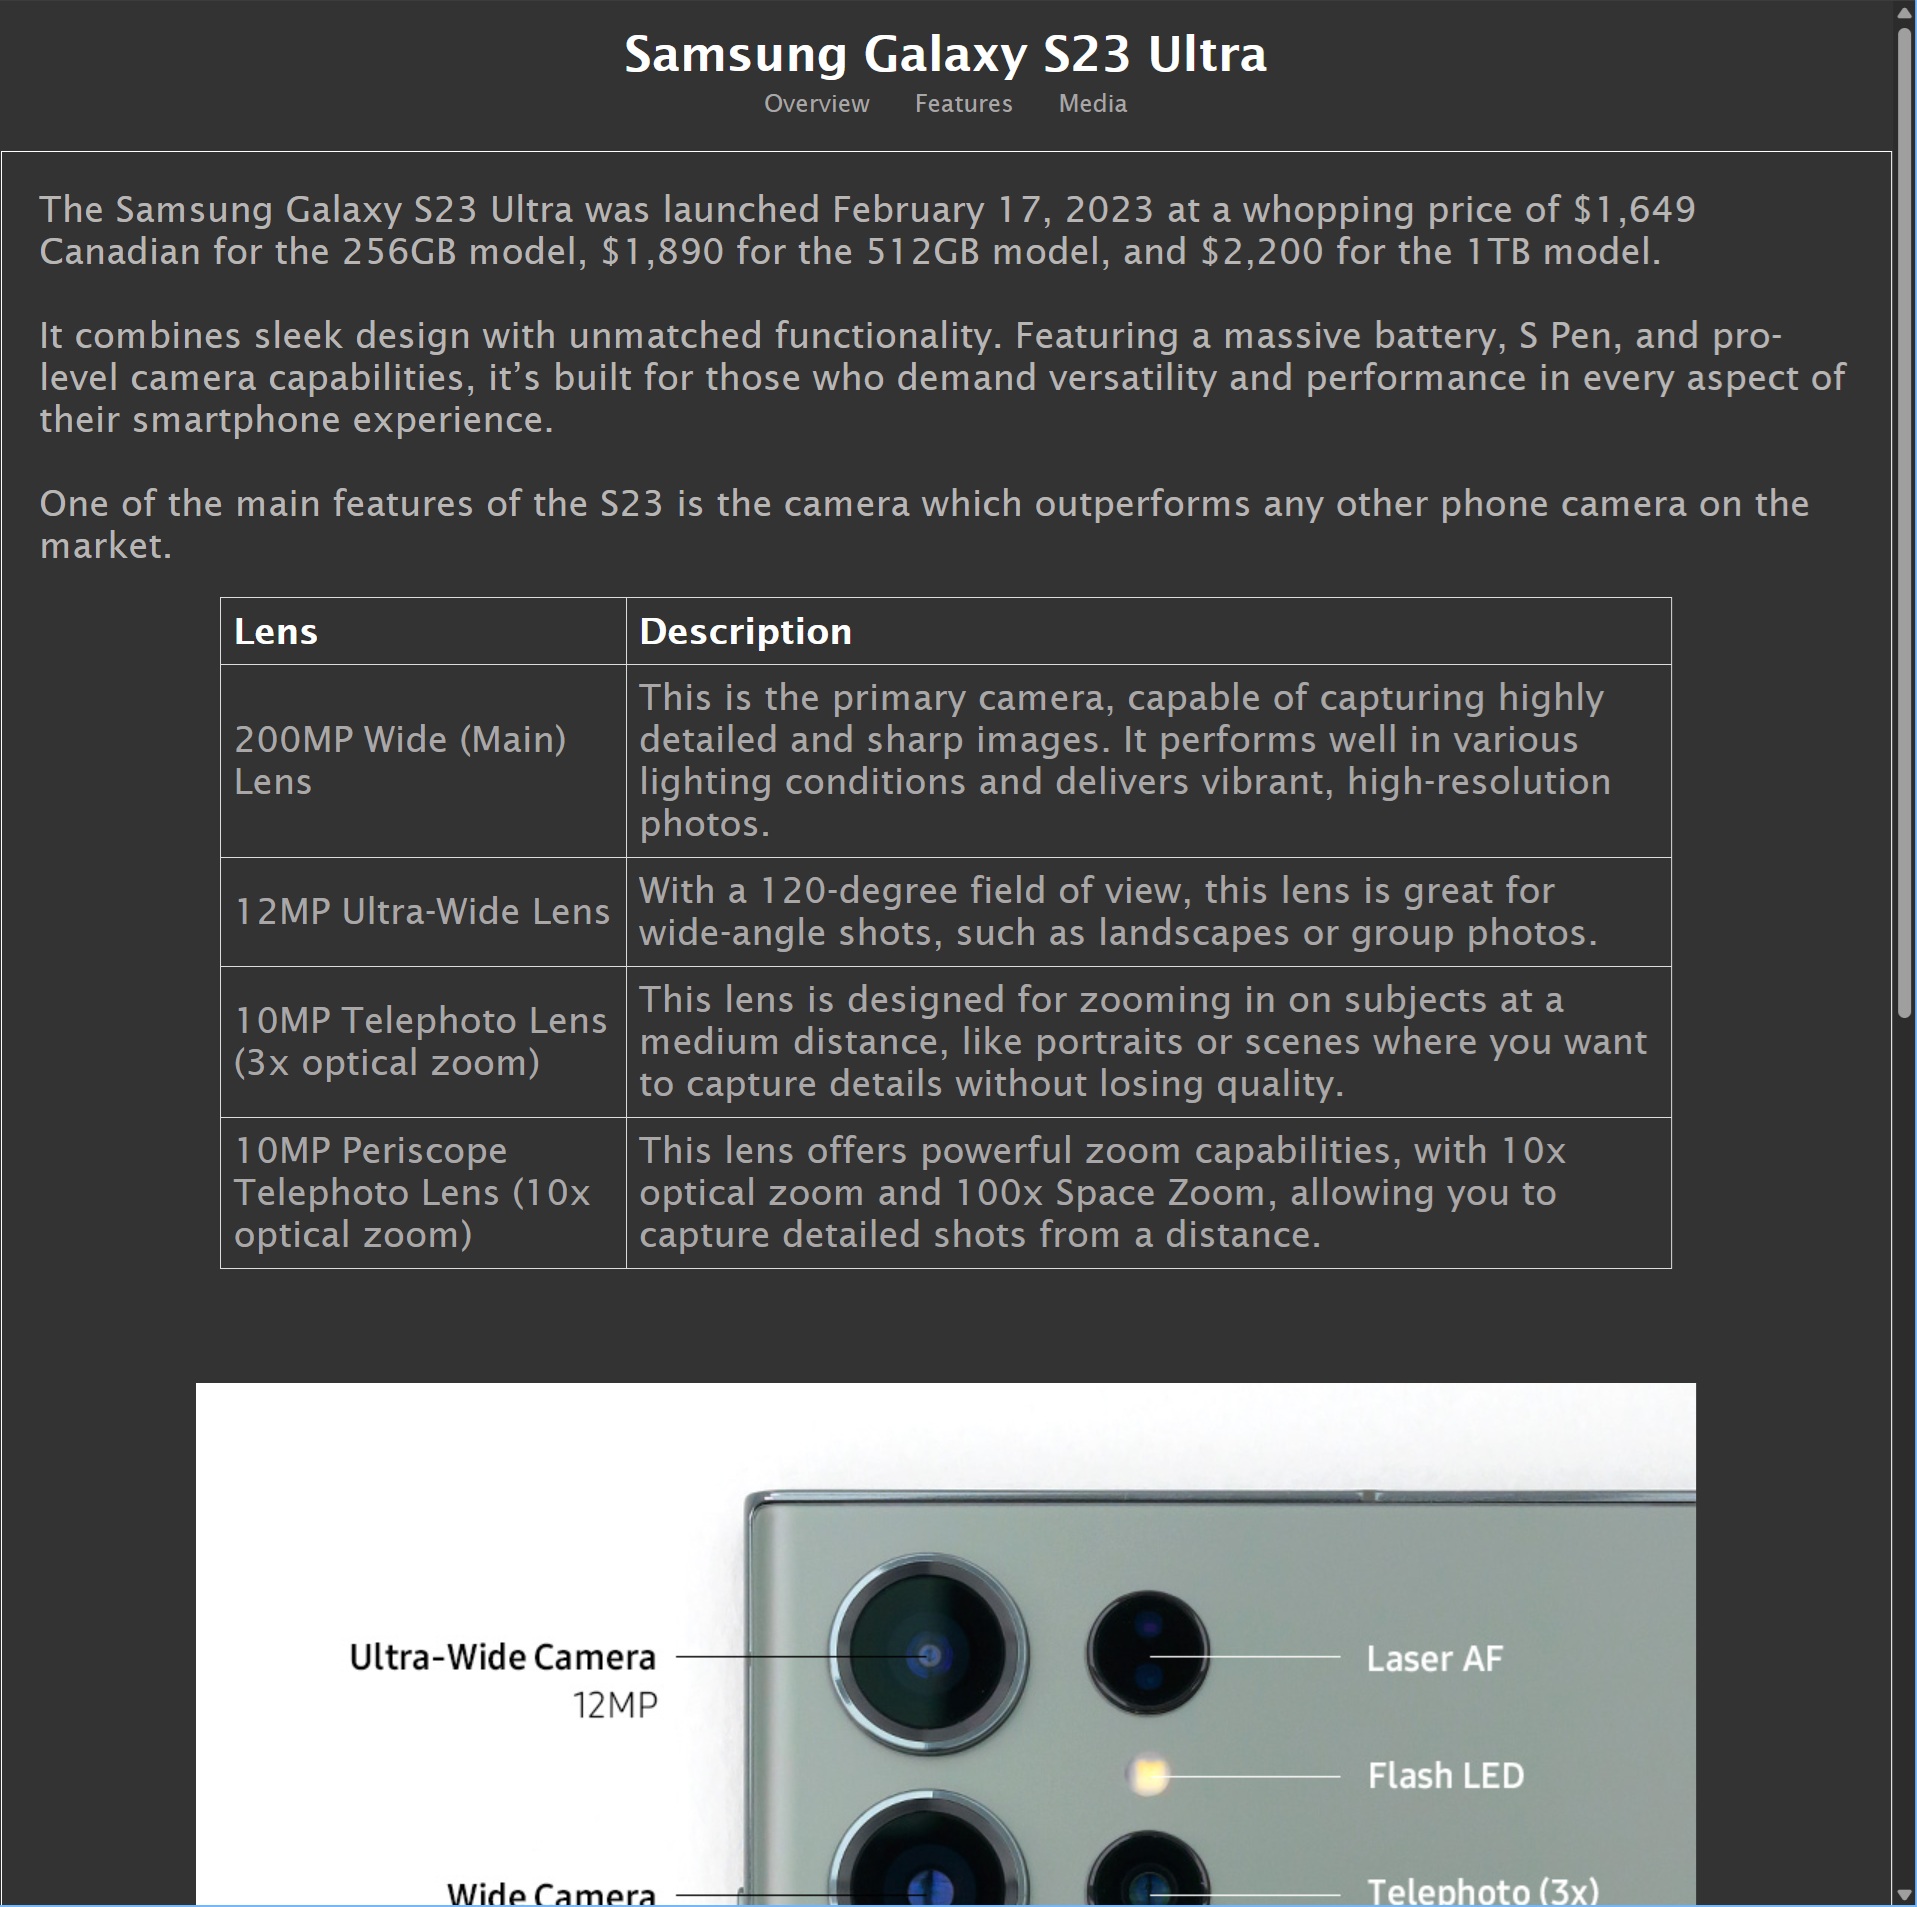 Samsung Galaxy S23 Ultra
Overview Features Media
The Samsung Galaxy S23 Ultra was launched February 17, 2023 at a whopping price of $1,649
Canadian for the 256GB model, $1,890 for the 512GB model, and $2,200 for the 1TB model.
It combines sleek design with unmatched functionality. Featuring a massive battery, S Pen, and pro-
level camera capabilities, it’s built for those who demand versatility and performance in every aspect of
their smartphone experience.
One of the main features of the S23 is the camera which outperforms any other phone camera on the
market.
Lens
Description
200MP Wide (Main)
Lens
This is the primary camera, capable of capturing highly
detailed and sharp images. It performs well in various
lighting conditions and delivers vibrant, high-resolution
photos.
12MP Ultra-Wide Lens
With a 120-degree field of view, this lens is great for
wide-angle shots, such as landscapes or group photos.
10MP Telephoto Lens
(3x optical zoom)
This lens is designed for zooming in on subjects at a
medium distance, like portraits or scenes where you want
to capture details without losing quality.
10MP Periscope
Telephoto Lens (10x
optical zoom)
This lens offers powerful zoom capabilities, with 10x
optical zoom and 100x Space Zoom, allowing you to
capture detailed shots from a distance.
Ultra-Wide Camera
12MP
Laser AF
Flash LED
Wide Camera
Telephoto (3x)